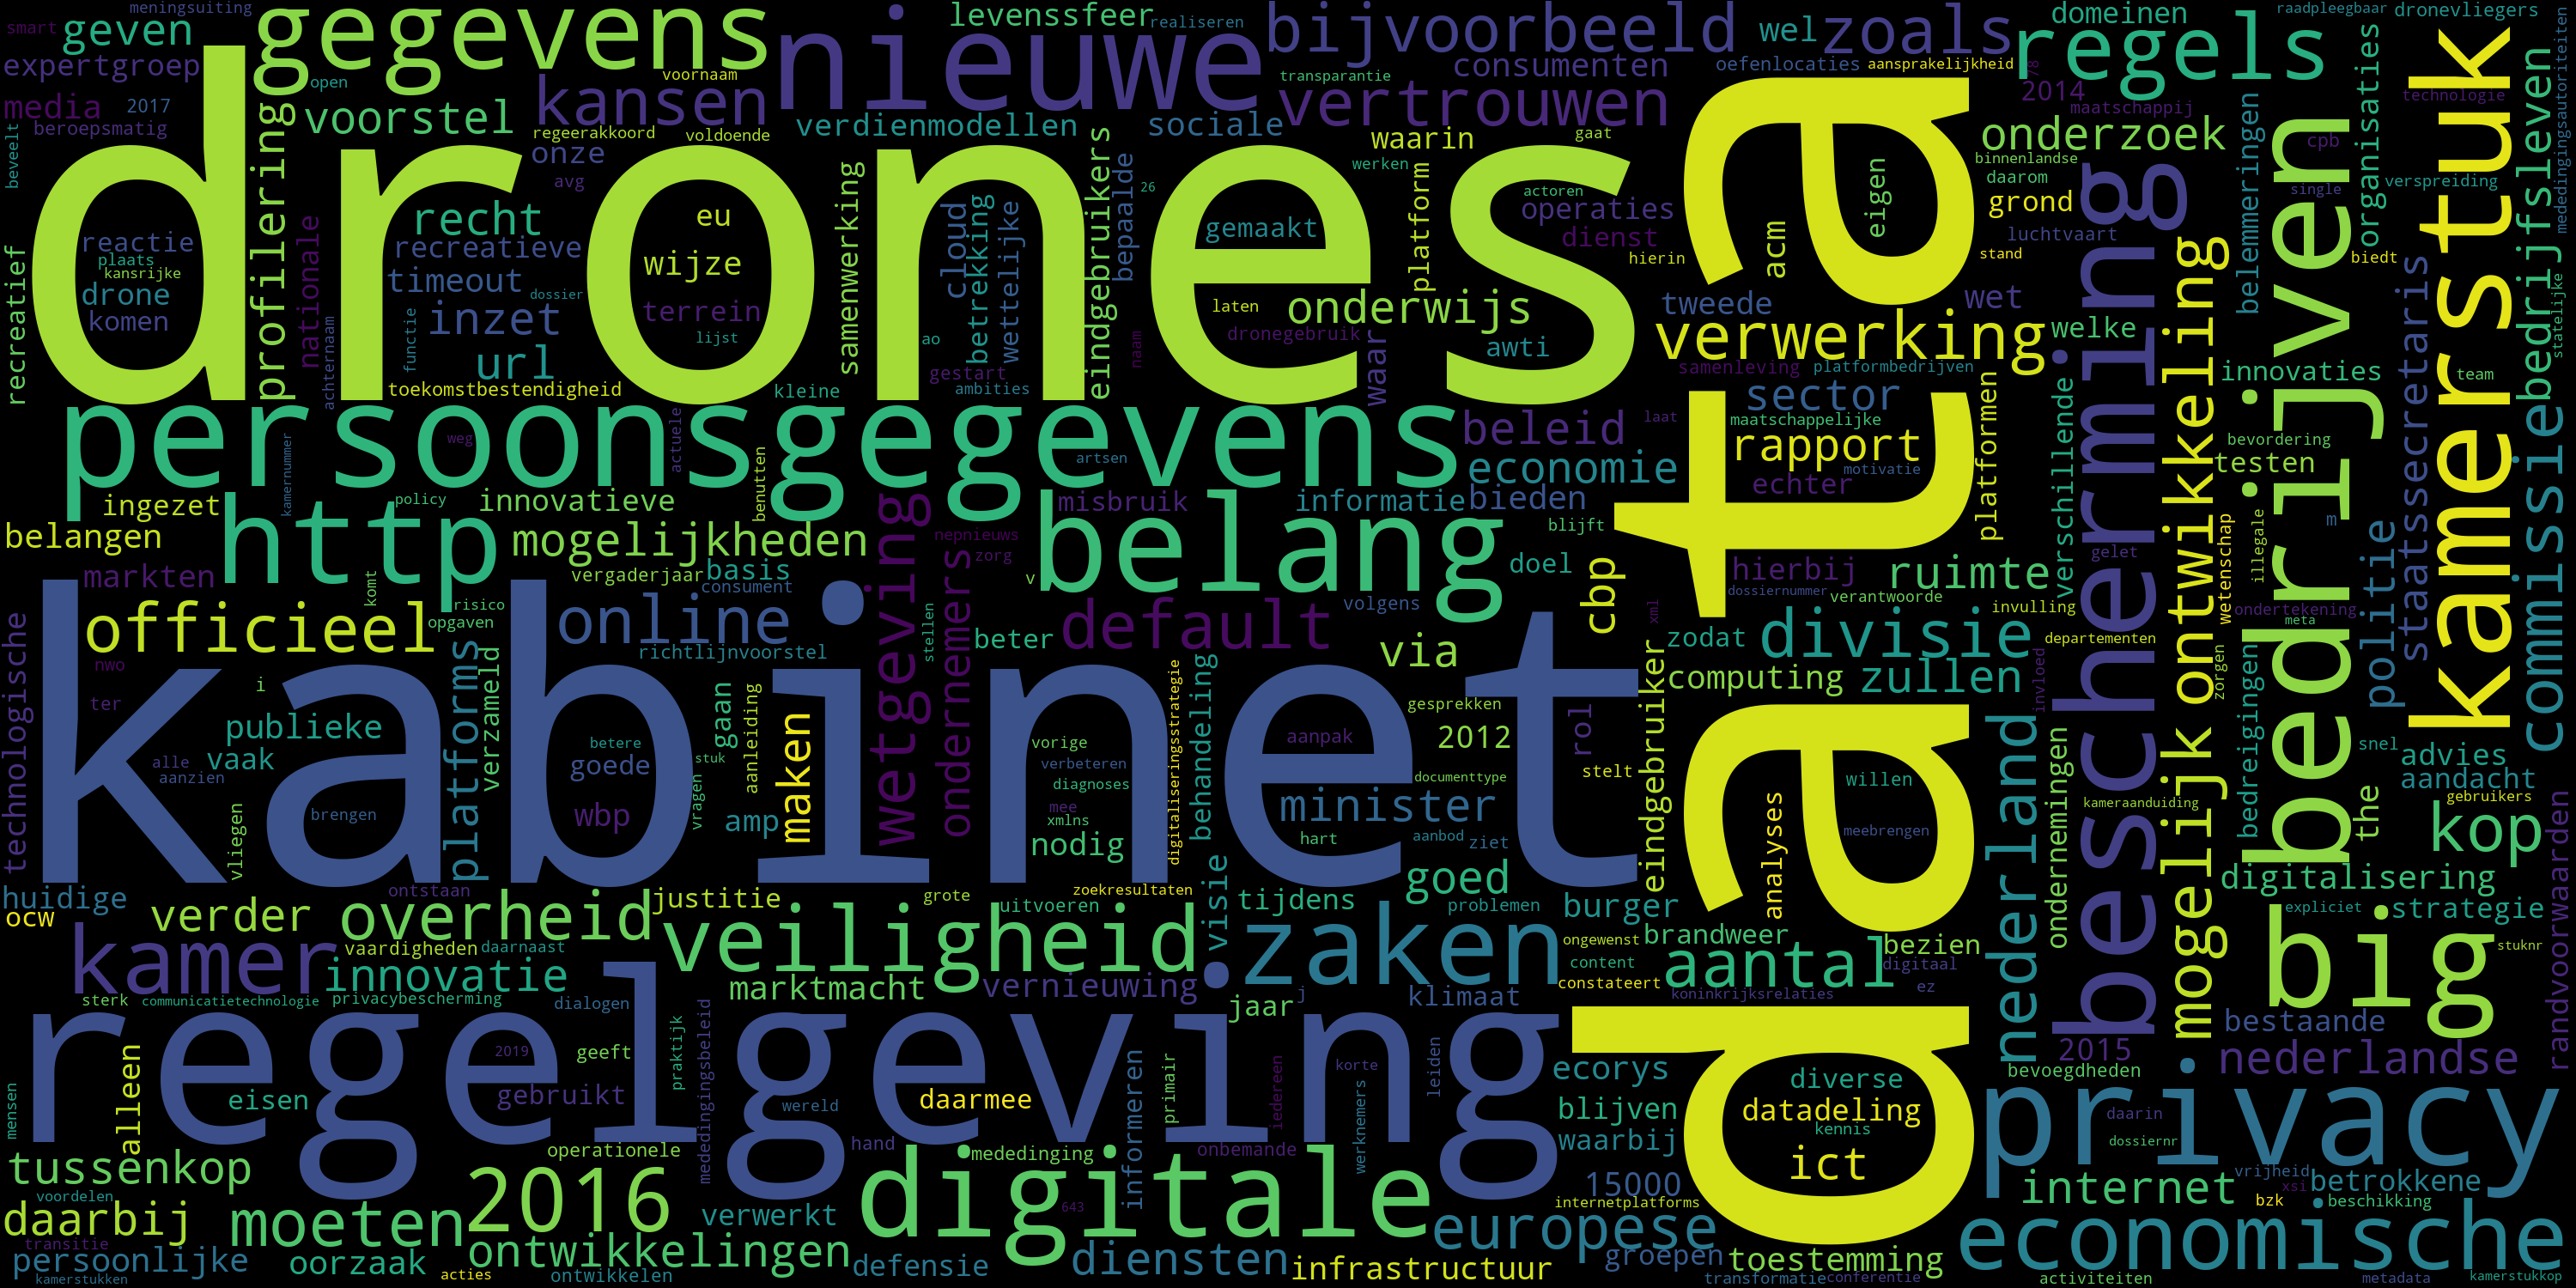 meningsuiting
smart
geven
gegevens
expertgroep
open
media
2017
beroepsmatig
beveelt
profilering
voorstel
voornaam
kansen
regeerakkoord
voldoende
nieuwe
levenssfeer
realiseren
verdienmodellen
sociale
bijvoorbeeld
transparantie
consumenten
vertrouwen
wel
zoals
oefenlocaties
aansprakelijkheid
domeinen
regels
raadpleegbaar
dronevliegers
78
2014
maatschappij
technologie
mededingingsautoriteiten
drones
onze
avg
recht
recreatieve
timeout
inzet
url
eu
wijze
terrein
dossier
lijst
functie
toekomstbestendigheid
nationale
achternaam
recreatief
reactie
plaats
kansrijke
drone
komen
samenwerking
kleine
cloud
betrekking
wettelijke
ao
gestart
ambities
eindgebruikers
bepaalde
26
naam
gemaakt
laten
dronegebruik
waarin
werken
gaat
waar
platform
actoren
operaties
dienst
hierin
onderwijs
awti
acm
eigen
tweede
verwerking
wet
samenleving
platformbedrijven
onderzoek
binnenlandse
daarom
grond
luchtvaart
stand
welke
belemmeringen
cpb
single
organisaties
verspreiding
biedt
innovaties
team
bedrijfsleven
statelijke
kamerstuk
staatssecretaris
bedrijven
bescherming
ontwikkeling
mogelijk
data
persoonsgegevens
weg
actuele
artsen
beleid
laat
economie
sector
maatschappelijke
rapport
motivatie
echter
platformen
verschillende
bevordering
testen
commissie
kamernummer
policy
ingezet
belangen
http
innovatieve
benutten
mogelijkheden
markten
vergaderjaar
basis
komt
risico
consument
officieel
opgaven
online
richtlijnvoorstel
wetgeving
nepnieuws
zorg
ondernemers
misbruik
v
belang
informatie
bieden
blijft
doel
volgens
default
beter
stellen
via
cbp
xml
hierbij
dossiernummer
verantwoorde
ruimte
gelet
invulling
zodat
divisie
departementen
computing
zullen
invloed
wetenschap
illegale
m
ondertekening
meta
politie
zorgen
bedreigingen
snel
the
advies
aandacht
gebruikers
kop
technologische
nwo
ter
i
publieke
vaak
alle
aanzien
verzameld
platforms
vliegen
brengen
kabinet
betere
goede
wbp
stuk
vragen
gaan
aanleiding
amp
maken
vorige
verbeteren
diagnoses
mee
xmlns
nodig
digitaliseringsstrategie
behandeling
aanpak
gesprekken
2012
documenttype
minister
hart
aanbod
ziet
rol
stelt
eindgebruiker
analyses
willen
meebrengen
kameraanduiding
nederland
ondernemingen
digitalisering
expliciet
strategie
stuknr
randvoorwaarden
big
huidige
ocw
ontstaan
verder
overheid
justitie
grote
zoekresultaten
uitvoeren
visie
tijdens
goed
problemen
burger
brandweer
bezien
ongewenst
content
constateert
aantal
digitaal
ez
koninkrijksrelaties
kamer
vaardigheden
daarnaast
innovatie
veiligheid
marktmacht
vernieuwing
zaken
jaar
j
klimaat
sterk
communicatietechnologie
privacybescherming
dialogen
praktijk
regelgeving
2019
geeft
gebruikt
mededingingsbeleid
wereld
hand
daarmee
primair
informeren
iedereen
korte
leiden
werknemers
onbemande
mensen
alleen
eisen
ecorys
blijven
waarbij
diverse
datadeling
kennis
ict
2015
bevoegdheden
bestaande
nederlandse
daarin
dossiernr
privacy
tussenkop
voordelen
daarbij
transitie
persoonlijke
kamerstukken
moeten
oorzaak
acties
2016
operationele
ontwikkelingen
ontwikkelen
verwerkt
defensie
mededinging
643
digitale
diensten
infrastructuur
15000
internetplatforms
europese
groepen
toestemming
transformatie
conferentie
internet
vrijheid
xsi
bzk
betrokkene
beschikking
economische
activiteiten
metadata
kamerstukkop